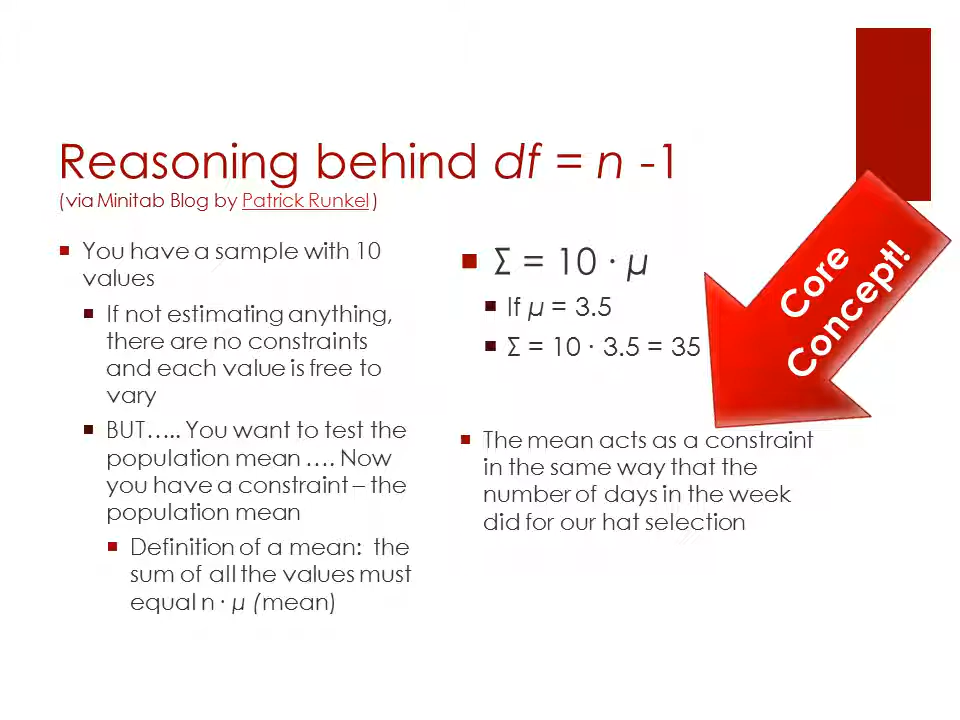 Reasoning behind df = n -1
(via Minitab Blog by Patrick Runkel)
You have a sample with 10
values
If not estimating anything,
there are no constraints
and each value is free to
vary
BUT….. You want to test the
population mean …. Now
you have a constraint – the
population mean
Definition of a mean: the
sum of all the values must
equal n · µ (mean)
Σ = 10 · µ
If µ = 3.5
Σ = 10 · 3.5 = 35
The mean acts as a constraint
in the same way that the
number of days in the week
did for our hat selection
Core
Concept!